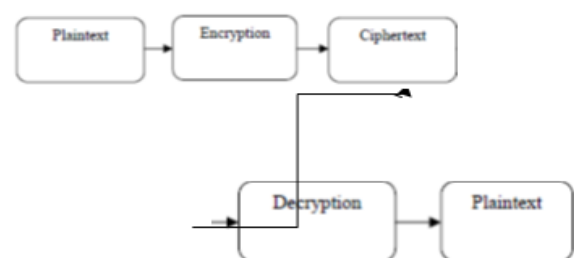 Plaintext
Encryption
Ciphertext
Decryption
Plaintext